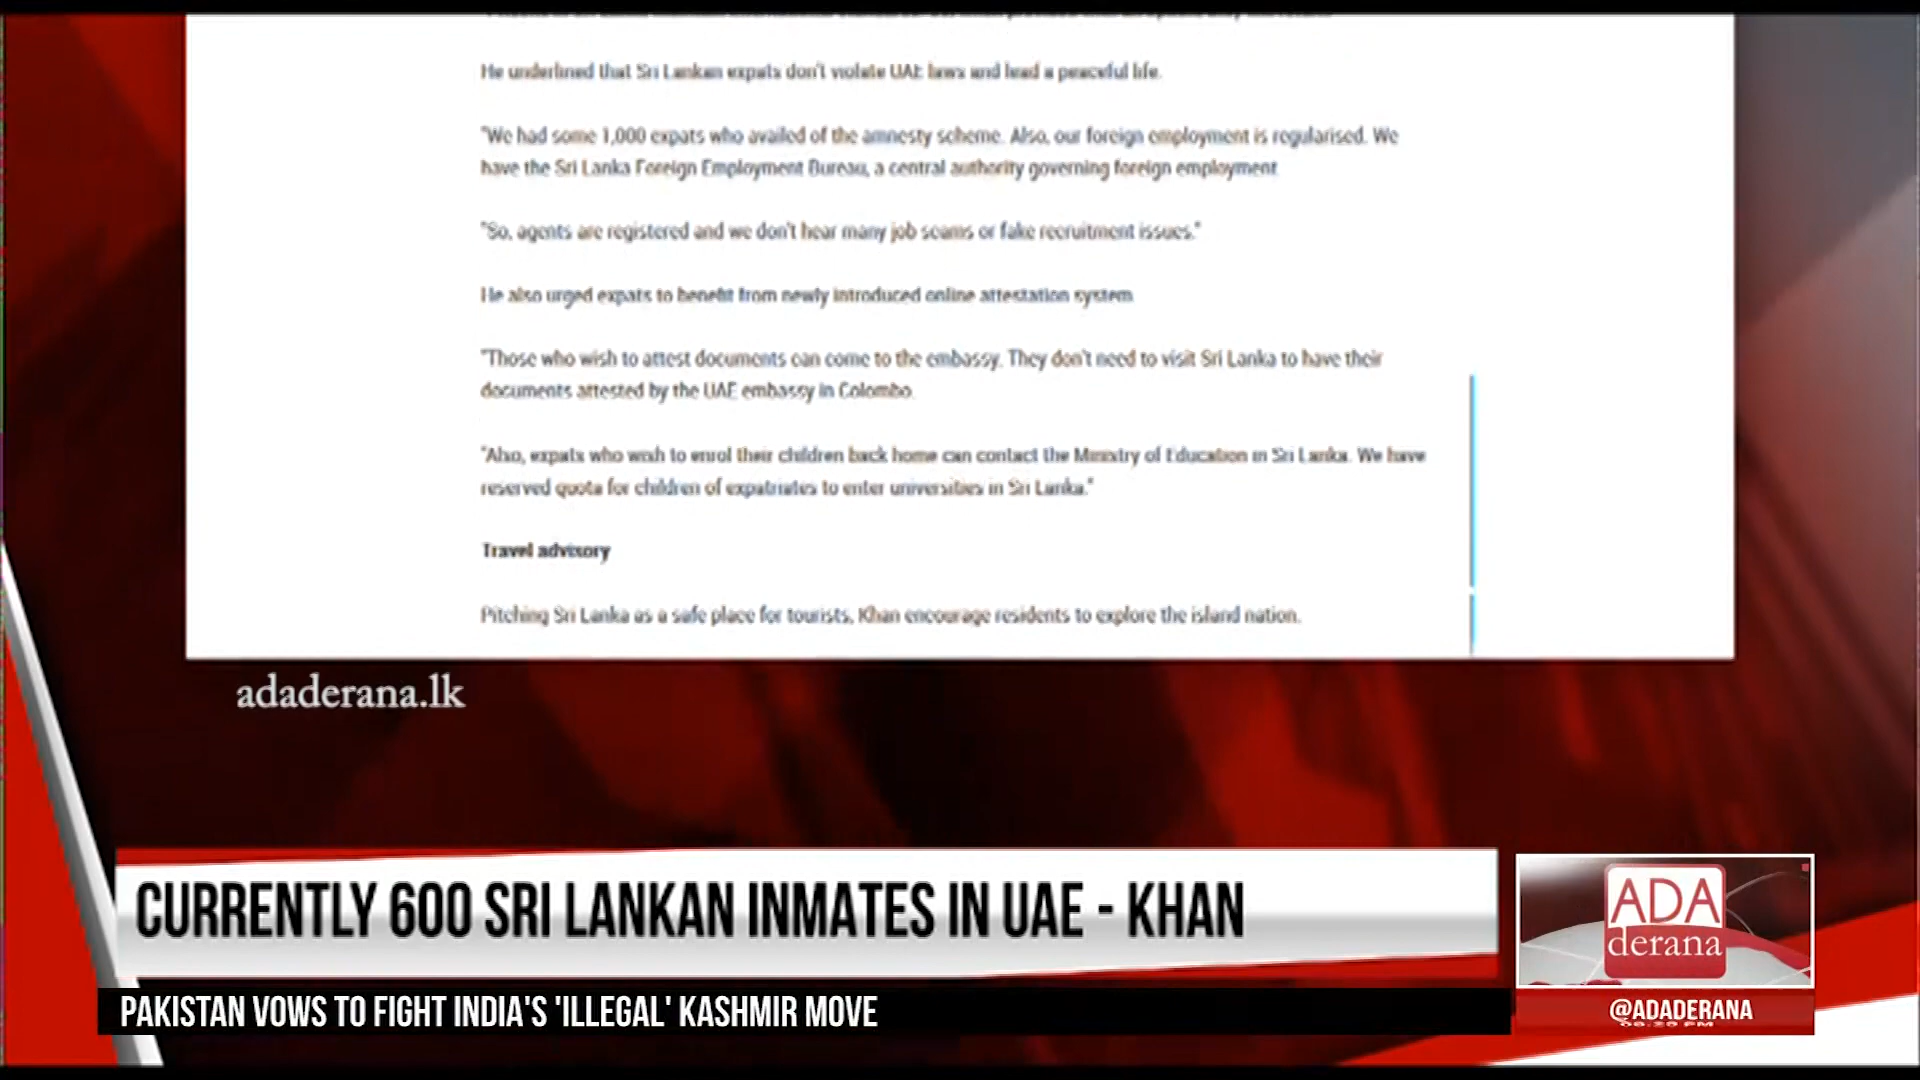 He underlined that Sri Lankan expats don't violate UAE laws and lead a peaceful life.
"We had some 1,000 expats who availed of the amnesty scheme. Also, our foreign employment is regularised. We
have the Sri Lanka Foreign Employment Bureau, a central authority governing foreign employment
"So, agents are registered and we don't hear many job scams or fake recruitment issues."
He also urged expats to benefit from newly introduced online attestation system
"Those who wish to attest documents can come to the embassy. They don't need to visit Sri Lanka to have their
documents attested by the UAE embassy in Colombo.
"Also, expats who wish to enrol their children back home can contact the Ministry of Education in Sri Lanka. We have
reserved quota for children of expatriates to enter universities in Sri Lanka."
Travel advisory
Pitching Sri Lanka as a safe place for tourists, Khan encourage residents to explore the island nation.
adaderana.lk
CURRENTLY 600 SRI LANKAN INMATES IN UAE - KHAN
ADA
derana
PAKISTAN VOWS TO FIGHT INDIA'S 'ILLEGAL' KASHMIR MOVE
@ADADERANA